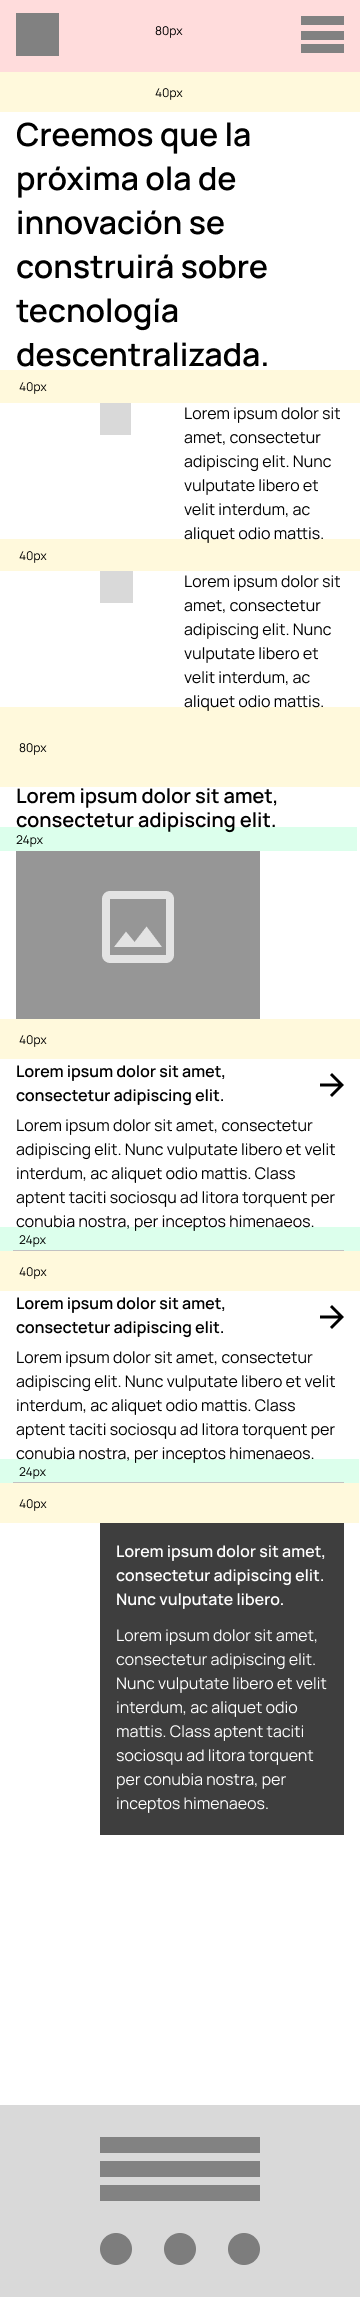 80px
40px
Creemos que la
próxima ola de
innovación se
construirá sobre
tecnología
descentralizada.
40px
Lorem ipsum dolor sit
amet, consectetur
adipiscing elit. Nunc
vulputate libero et
velit interdum, ac
aliquet odio mattis.
40px
Lorem ipsum dolor sit
amet, consectetur
adipiscing elit. Nunc
vulputate libero et
velit interdum, ac
aliquet odio mattis.
80px
Lorem ipsum dolor sit amet,
consectetur adipiscing elit.
24px
40px
Lorem ipsum dolor sit amet,
consectetur adipiscing elit.
Lorem ipsum dolor sit amet, consectetur
adipiscing elit. Nunc vulputate libero et velit
interdum, ac aliquet odio mattis. Class
aptent taciti sociosqu ad litora torquent per
conubia nostra, per inceptos himenaeos.
24px
40px
Lorem ipsum dolor sit amet,
consectetur adipiscing elit.
Lorem ipsum dolor sit amet, consectetur
adipiscing elit. Nunc vulputate libero et velit
interdum, ac aliquet odio mattis. Class
aptent taciti sociosqu ad litora torquent per
conubia nostra, per inceptos himenaeos.
24px
40px
Lorem ipsum dolor sit amet,
consectetur adipiscing elit.
Nunc vulputate libero.
Lorem ipsum dolor sit amet,
consectetur adipiscing elit.
Nunc vulputate libero et velit
interdum, ac aliquet odio
mattis. Class aptent taciti
sociosqu ad litora torquent
per conubia nostra, per
inceptos himenaeos.